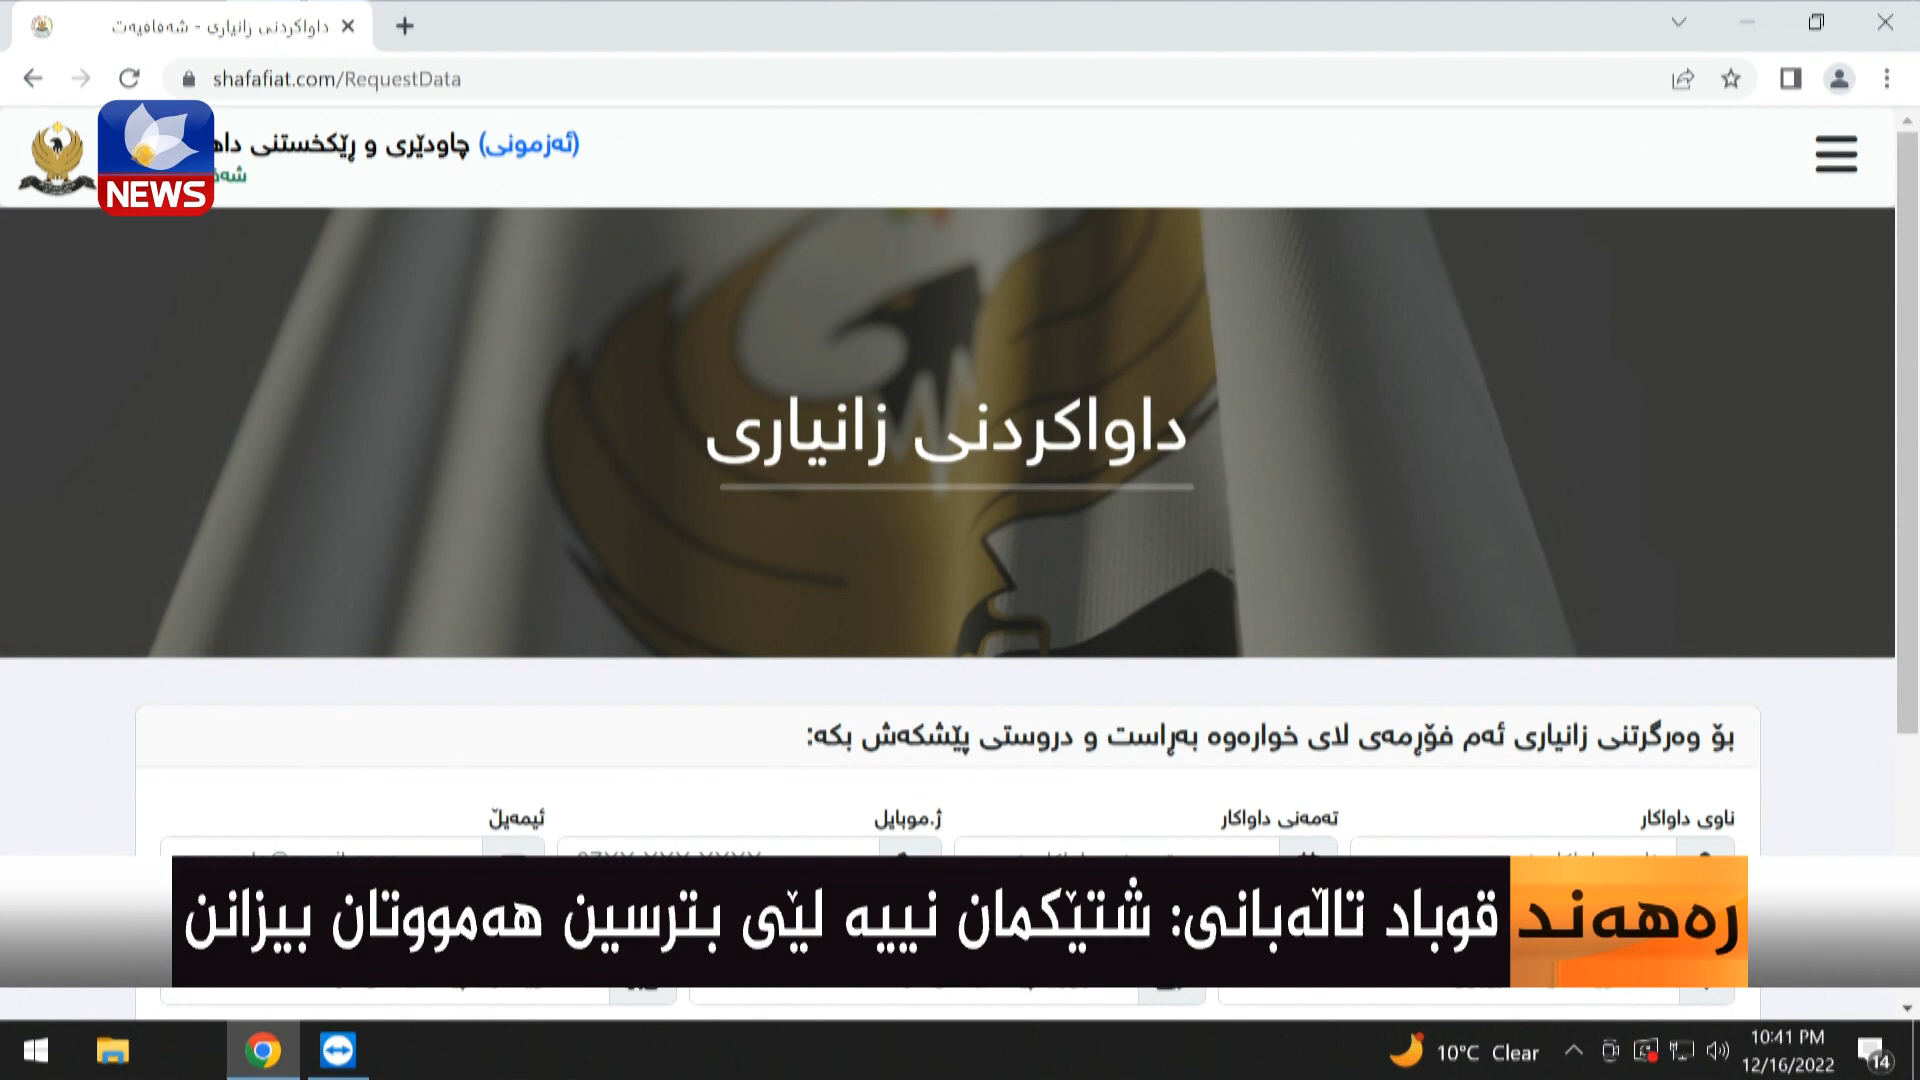 داواکردنی زانیاری - شەفافیەت
shafafiat.com/RequestData
(ئەزموونی) چاودێری و ڕێکخستنی
NEWS
داواکردنی زانیاری
بۆ وەرگرتنی زانیاری ئەم فۆڕمەی لای خوارەوە بەڕاست و دروستی پێشکەش بکە:
ناوی داواکار
تەمەنی داواکار
ژ.موبایل
ئیمەیڵ
ڕەهەند
قوباد تاڵەبانی: شتێکمان نییە لێی بترسین هەمووتان بیزانن
10°C Clear
10:41 PM
12/16/2022
14